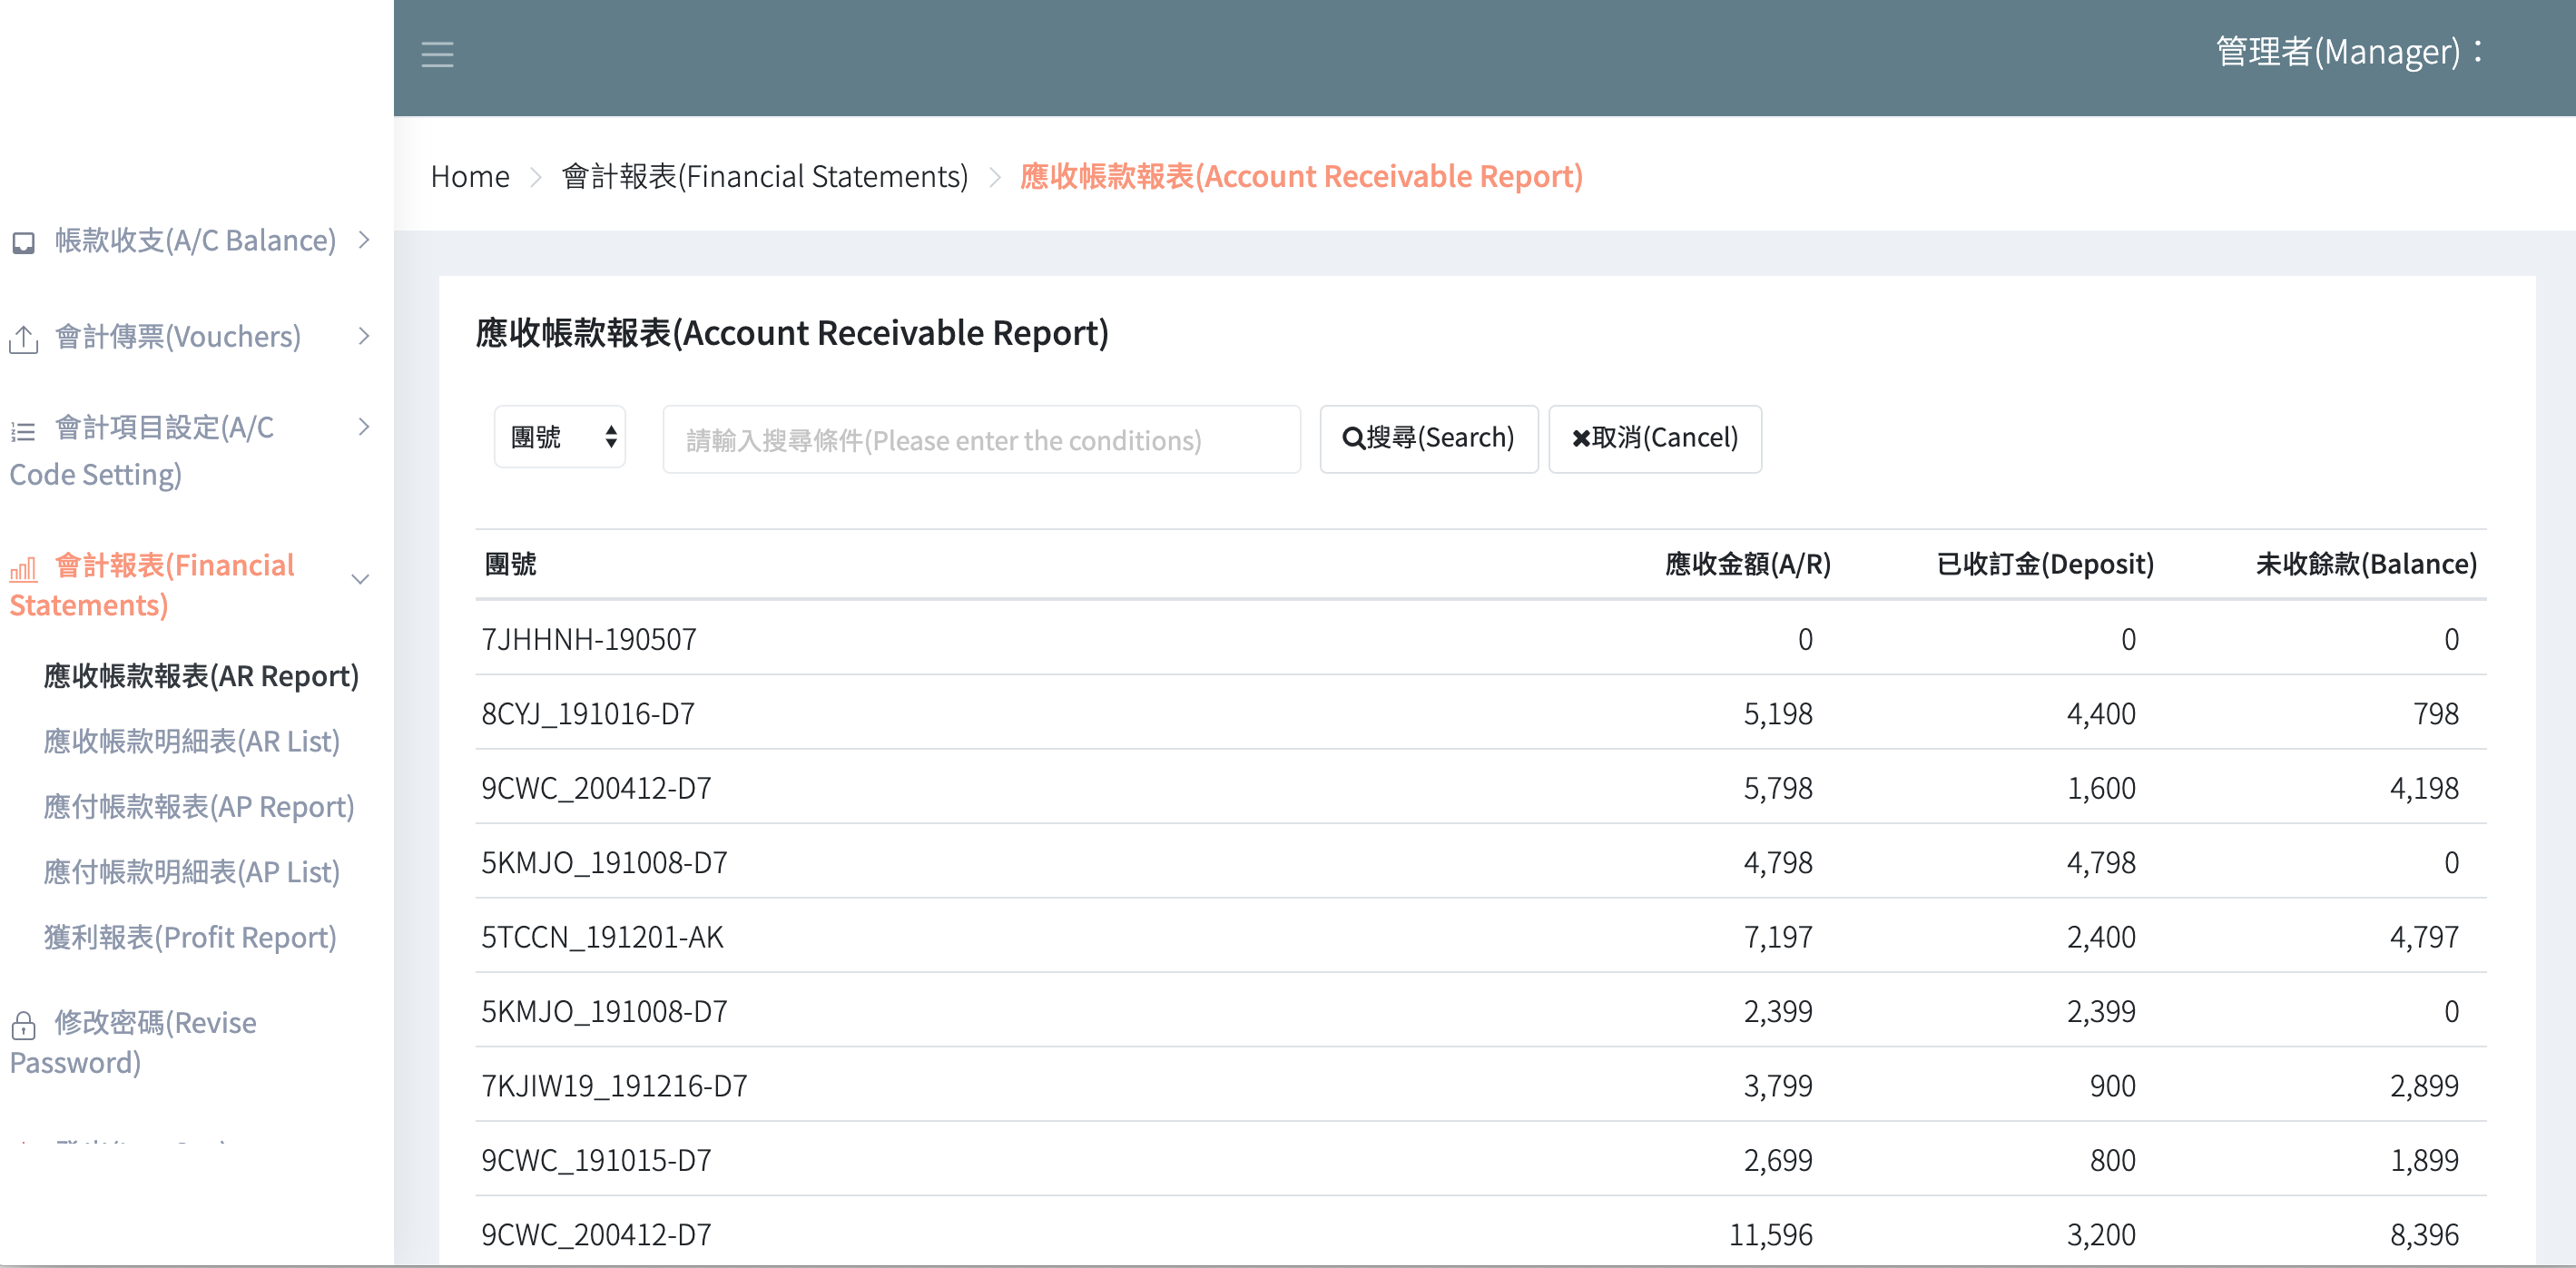 管理者(Manager)：
Home
會計報表(Financial Statements)
應收帳款報表(Account Receivable Report)
帳款收支(A/C Balance)
會計傳票(Vouchers)
會計項目設定(A/C
Code Setting)
會計報表(Financial
Statements)
應收帳款報表(AR Report)
應收帳款明細表(AR List)
應付帳款報表(AP Report)
應付帳款明細表(AP List)
獲利報表(Profit Report)
修改密碼(Revise
Password)
應收帳款報表(Account Receivable Report)
團號
請輸入搜尋條件(Please enter the conditions)
搜尋(Search)
取消(Cancel)
團號 應收金額(A/R) 已收訂金(Deposit) 未收餘款(Balance)
7JHHNH-190507 0 0 0
8CYJ_191016-D7 5,198 4,400 798
9CWC_200412-D7 5,798 1,600 4,198
5KMJO_191008-D7 4,798 4,798 0
5TCCN_191201-AK 7,197 2,400 4,797
5KMJO_191008-D7 2,399 2,399 0
7KJIW19_191216-D7 3,799 900 2,899
9CWC_191015-D7 2,699 800 1,899
9CWC_200412-D7 11,596 3,200 8,396